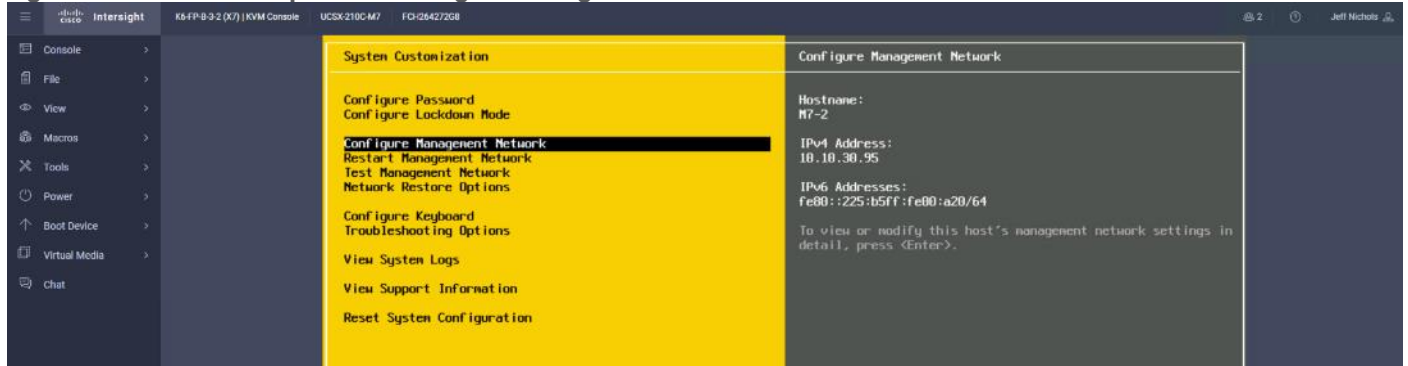 cisco Intersight
K6-FP-B-3-2 (X7) | KVM Console
UCSX-210C-M7
FCH264272G8
2
Jeff Nichols
Console
File
View
Macros
Tools
Power
Boot Device
Virtual Media
Chat
System Customization
Configure Password
Configure Lockdown Mode
Configure Management Network
Restart Management Network
Test Management Network
Network Restore Options
Configure Keyboard
Troubleshooting Options
View System Logs
View Support Information
Reset System Configuration
Configure Management Network
Hostname:
M7-2
IPv4 Address:
10.10.30.95
IPv6 Addresses:
fe80::225:b5ff:fe00:a20/64
To view or modify this host's management network settings in
detail, press <Enter>.